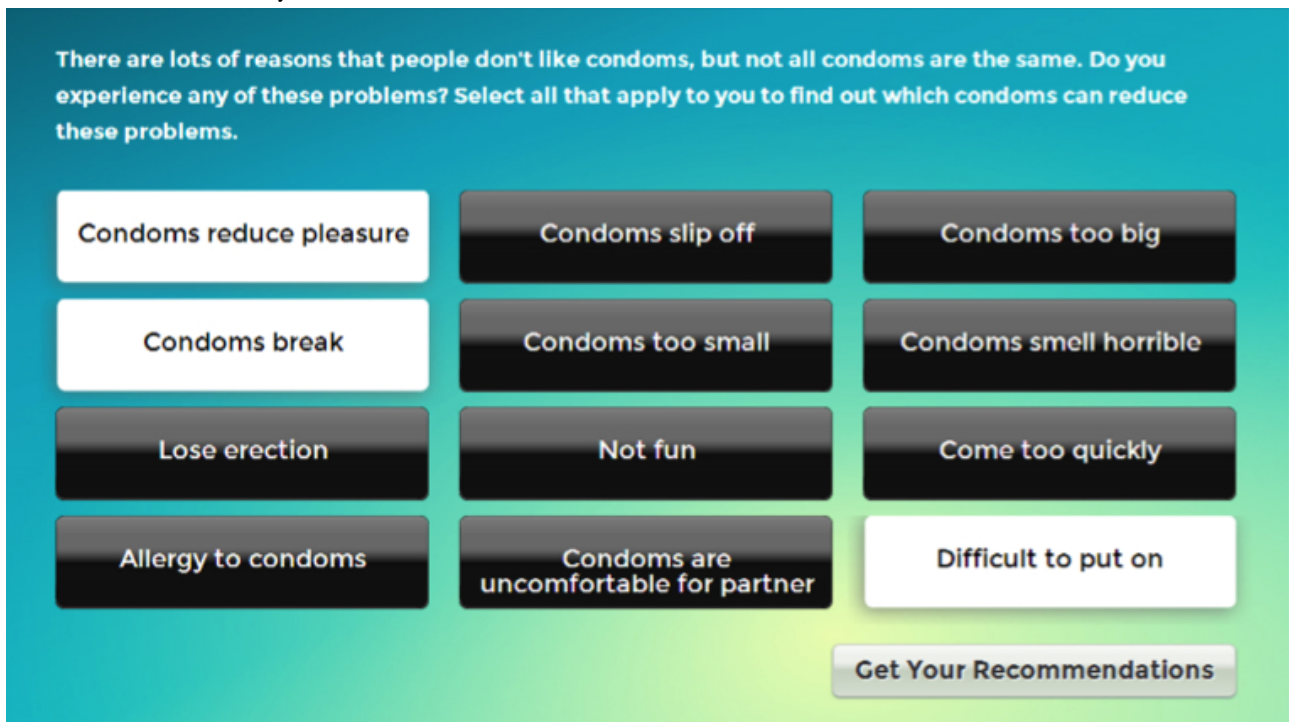 There are lots of reasons that people don't like condoms, but not all condoms are the same. Do you
experience any of these problems? Select all that apply to you to find out which condoms can reduce
these problems.
Condoms reduce pleasure
Condoms slip off
Condoms too big
Condoms break
Condoms too small
Condoms smell horrible
Lose erection
Not fun
Come too quickly
Allergy to condoms
Condoms are
uncomfortable for partner
Difficult to put on
Get Your Recommendations